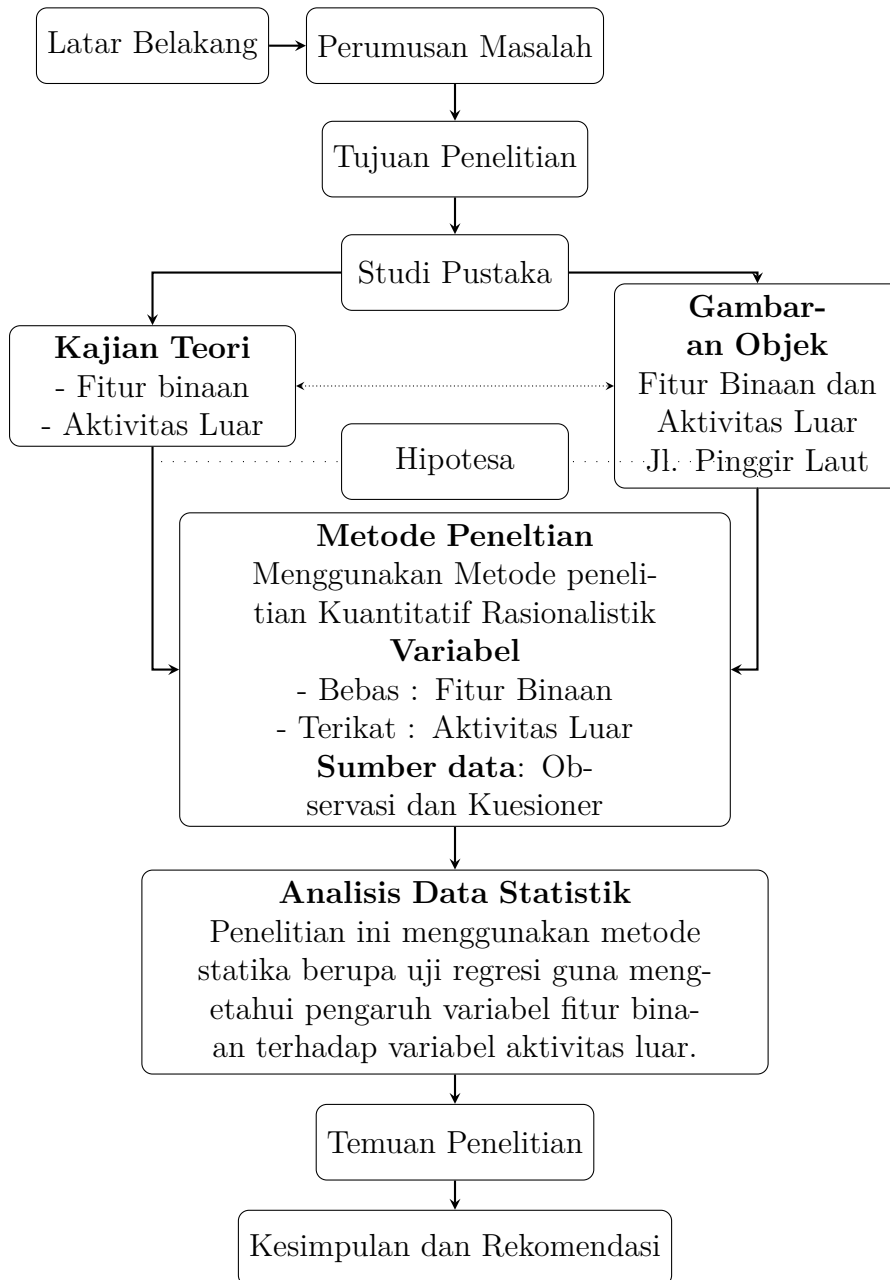 Latar Belakang
Perumusan Masalah
Tujuan Penelitian
Studi Pustaka
Kajian Teori
- Fitur binaan
- Aktivitas Luar
Gambar-
an Objek
Fitur Binaan dan
Aktivitas Luar
Jl. Pinggir Laut
Hipotesa
Metode Peneltian
Menggunakan Metode peneli-
tian Kuantitatif Rasionalistik
Variabel
- Bebas : Fitur Binaan
- Terikat : Aktivitas Luar
Sumber data: Ob-
servasi dan Kuesioner
Analisis Data Statistik
Penelitian ini menggunakan metode
statika berupa uji regresi guna meng-
etahui pengaruh variabel fitur bina-
an terhadap variabel aktivitas luar.
Temuan Penelitian
Kesimpulan dan Rekomendasi